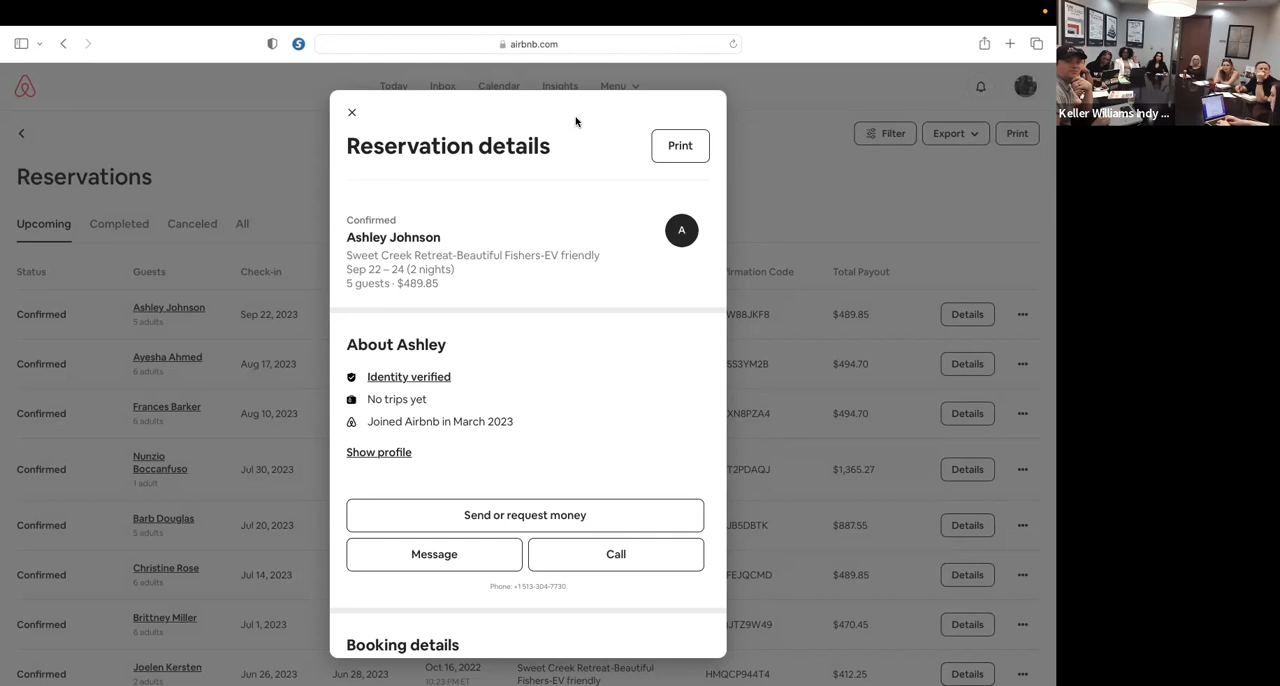 airbnb.com
Today Inbox Calendar Insights Menu
Keller Williams Indy ...
Filter Export Print
Reservations
Upcoming Completed Canceled All
Status Guests Check-in Total Payout
Confirmed Ashley Johnson Sep 22, 2023 W88JKF8 $489.85 Details
5 adults
Confirmed Ayesha Ahmed Aug 17, 2023 $494.70 Details
6 adults
Confirmed Frances Barker Aug 10, 2023 XN8PZA4 $494.70 Details
6 adults
Nunzio
Confirmed Boccanfuso Jul 30, 2023 T2PDAQJ $1,365.27 Details
1 adult
Confirmed Barb Douglas Jul 20, 2023 JB5DBTK $887.55 Details
5 adults
Confirmed Christine Rose Jul 14, 2023 FEJQCMD $489.85 Details
6 adults
Confirmed Brittney Miller Jul 1, 2023 JTZ9W49 $470.45 Details
6 adults
Confirmed Joelen Kersten Jun 26, 2023 Jun 28, 2023 Oct 16, 2022 Sweet Creek Retreat-Beautiful HMQCP944T4 $412.25 Details
2 adults 10:23 PM ET Fishers-EV friendly
Reservation details
Print
Confirmed
Ashley Johnson
A
Sweet Creek Retreat-Beautiful Fishers-EV friendly
Sep 22 – 24 (2 nights)
5 guests · $489.85
About Ashley
Identity verified
No trips yet
Joined Airbnb in March 2023
Show profile
Send or request money
Message Call
Phone: +1 513-304-7730
Booking details